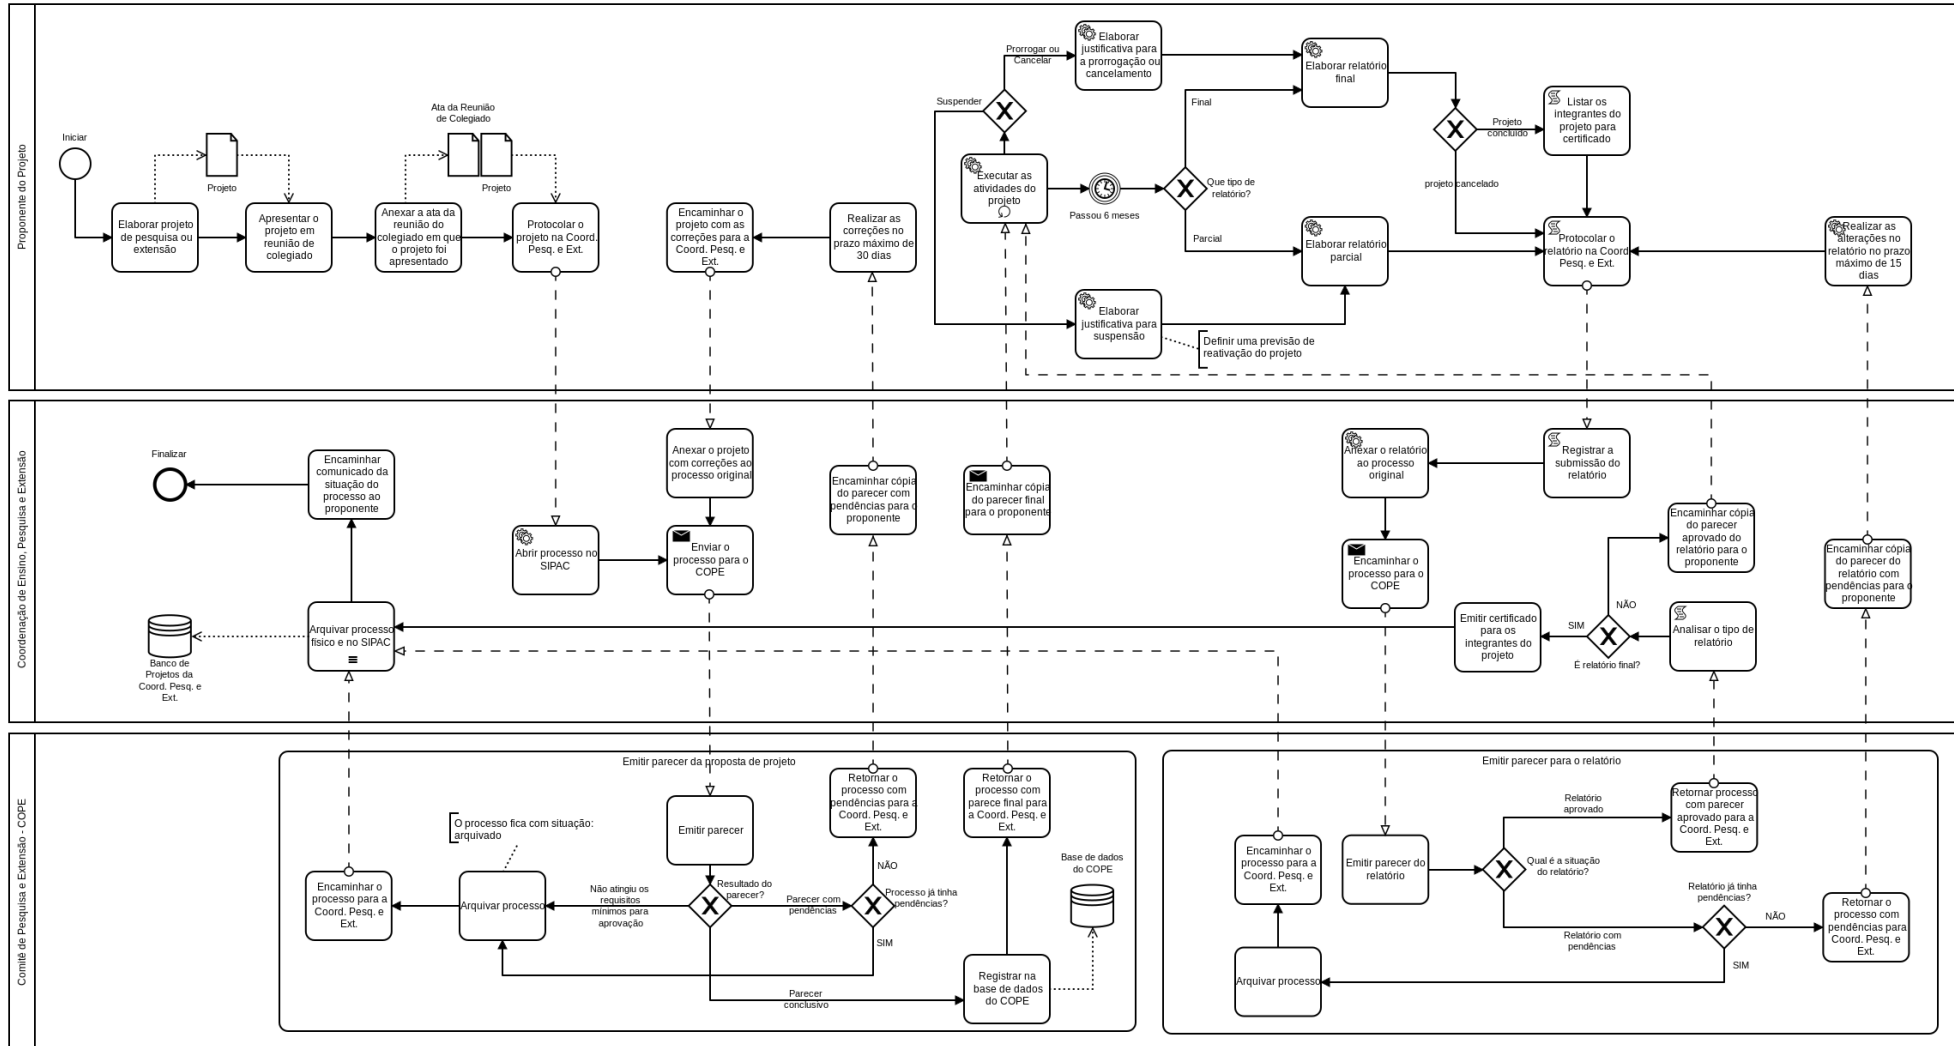 Proponente do Projeto
Iniciar
Elaborar projeto
de pesquisa ou
extensão
Projeto
Apresentar o
projeto em
reunião de
colegiado
Ata da Reunião
de Colegiado
Projeto
Anexar a ata da
reunião do
colegiado em que
o projeto foi
apresentado
Protocolar o
projeto na Coord.
Pesq. e Ext.
Encaminhar o
projeto com as
correções para a
Coord. Pesq. e
Ext.
Realizar as
correções no
prazo máximo de
30 dias
Suspender
Prorrogar ou
Cancelar
Elaborar
justificativa para
a prorrogação ou
cancelamento
Executar as
atividades do
projeto
Passou 6 meses
Que tipo de
relatório?
Final
Parcial
Elaborar relatório
final
Elaborar relatório
parcial
Elaborar
justificativa para
suspensão
Definir uma previsão de
reativação do projeto
Projeto
concluído
projeto cancelado
Listar os
integrantes do
projeto para
certificado
Protocolar o
relatório na Coord.
Pesq. e Ext.
Realizar as
alterações no
relatório no prazo
máximo de 15
dias
Coordenação de Ensino, Pesquisa e Extensão
Finalizar
Encaminhar
comunicado da
situação do
processo ao
proponente
Arquivar processo
físico e no SIPAC
Banco de
Projetos da
Coord. Pesq. e
Ext.
Abrir processo no
SIPAC
Anexar o projeto
com correções ao
processo original
Enviar o
processo para o
COPE
Encaminhar cópia
do parecer com
pendências para o
proponente
Encaminhar cópia
do parecer final
para o proponente
Anexar o relatório
ao processo
original
Registrar a
submissão do
relatório
Encaminhar o
processo para o
COPE
Emitir certificado
para os
integrantes do
projeto
SIM
NÃO
É relatório final?
Encaminhar cópia
do parecer
aprovado do
relatório para o
proponente
Analisar o tipo de
relatório
Encaminhar cópia
do parecer do
relatório com
pendências para o
proponente
Comitê de Pesquisa e Extensão - COPE
Emitir parecer da proposta de projeto
Encaminhar o
processo para a
Coord. Pesq. e
Ext.
O processo fica com situação:
arquivado
Arquivar processo
Não atingiu os
requisitos
mínimos para
aprovação
Emitir parecer
Resultado do
parecer?
Parecer com
pendências
Parecer
conclusivo
Retornar o
processo com
pendências para a
Coord. Pesq. e
Ext.
NÃO
Processo já tinha
pendências?
SIM
Retornar o
processo com
parece final para
a Coord. Pesq. e
Ext.
Registrar na
base de dados
do COPE
Base de dados
do COPE
Emitir parecer para o relatório
Encaminhar o
processo para a
Coord. Pesq. e
Ext.
Arquivar processo
Emitir parecer do
relatório
Qual é a situação
do relatório?
Relatório
aprovado
Relatório com
pendências
Retornar processo
com parecer
aprovado para a
Coord. Pesq. e
Ext.
Relatório já tinha
pendências?
NÃO
SIM
Retornar o
processo com
pendências para
Coord. Pesq. e
Ext.